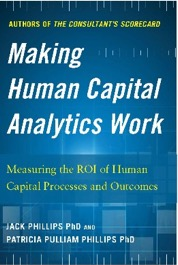 AUTHORS OF THE CONSULTANT'S SCORECARD
Making
Human Capital
Analytics Work
Measuring the ROI of Human
Capital Processes and Outcomes
JACK PHILLIPS PhD AND
PATRICIA PULLIAM PHILLIPS PhD